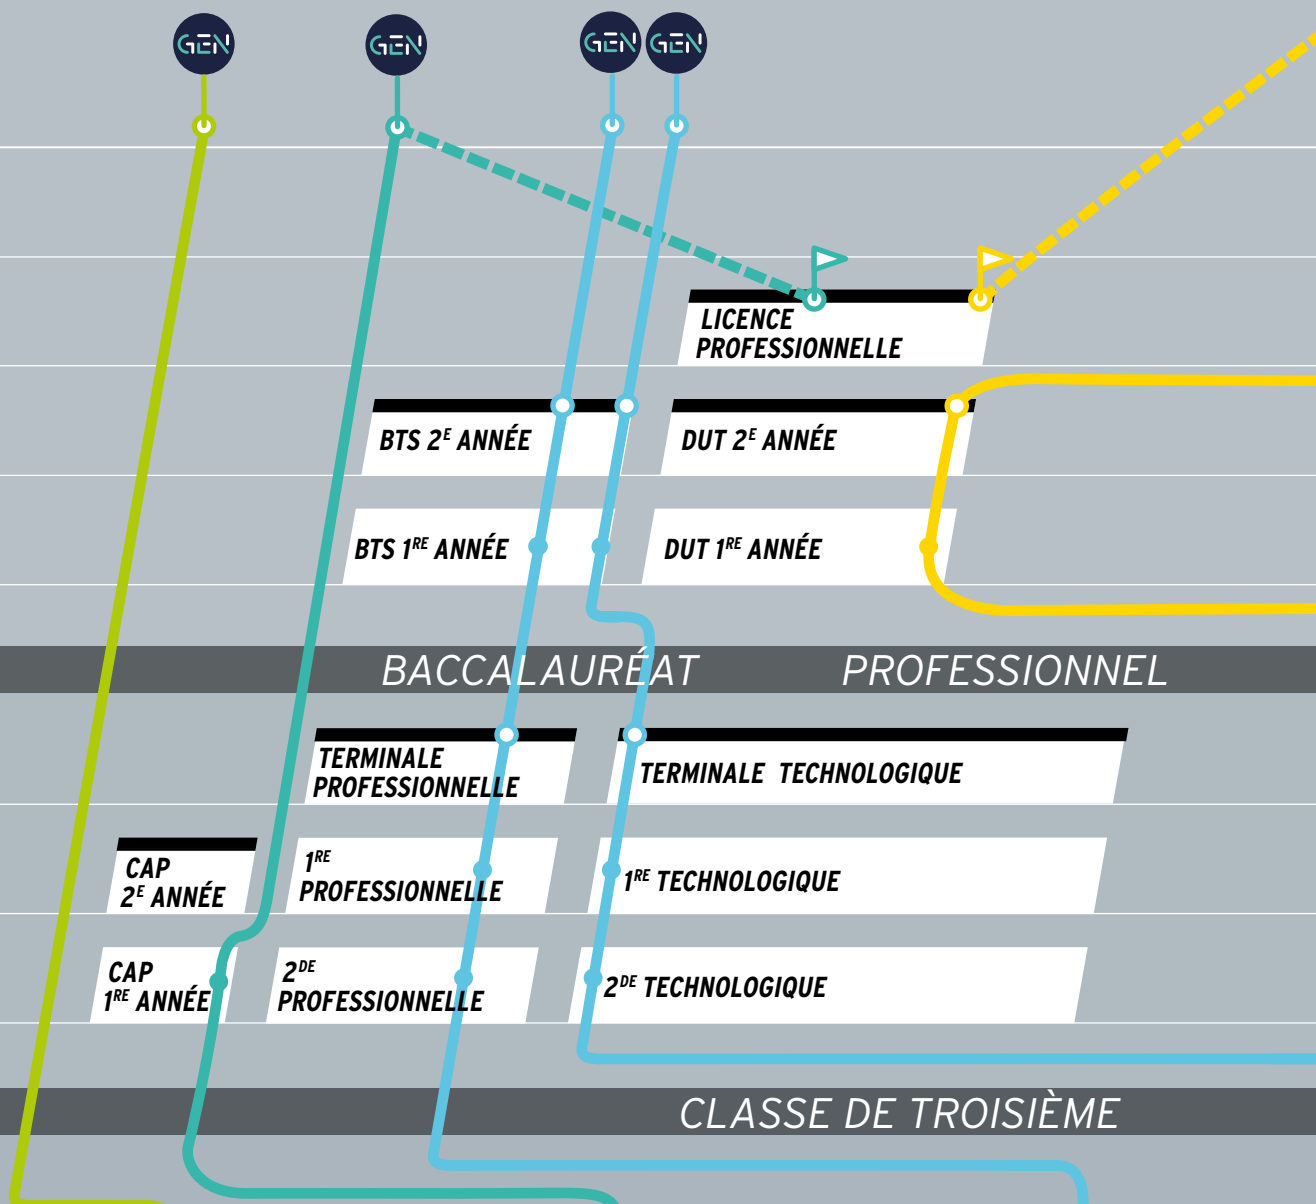 GEN GEN GEN GEN
LICENCE
PROFESSIONNELLE
BTS 2E ANNÉE
DUT 2E ANNÉE
BTS 1RE ANNÉE
DUT 1RE ANNÉE
BACCALAURÉAT PROFESSIONNEL
TERMINALE
PROFESSIONNELLE
TERMINALE TECHNOLOGIQUE
CAP
2E ANNÉE
1RE
PROFESSIONNELLE
1RE TECHNOLOGIQUE
CAP
1RE ANNÉE
2DE
PROFESSIONNELLE
2DE TECHNOLOGIQUE
CLASSE DE TROISIÈME